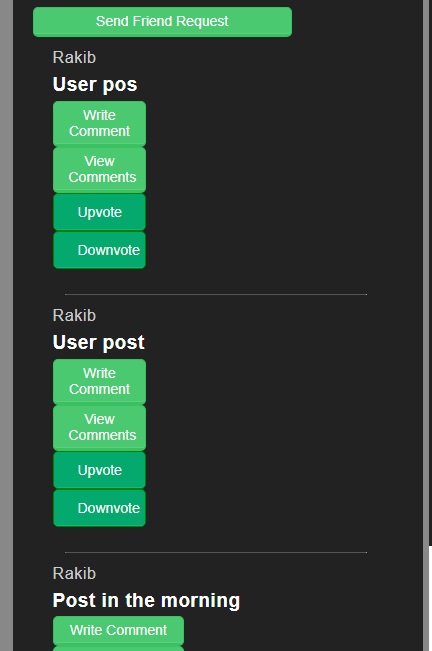 Send Friend Request
Rakib
User pos
Write
Comment
View
Comments
Upvote
Downvote
Rakib
User post
Write
Comment
View
Comments
Upvote
Downvote
Rakib
Post in the morning
Write Comment